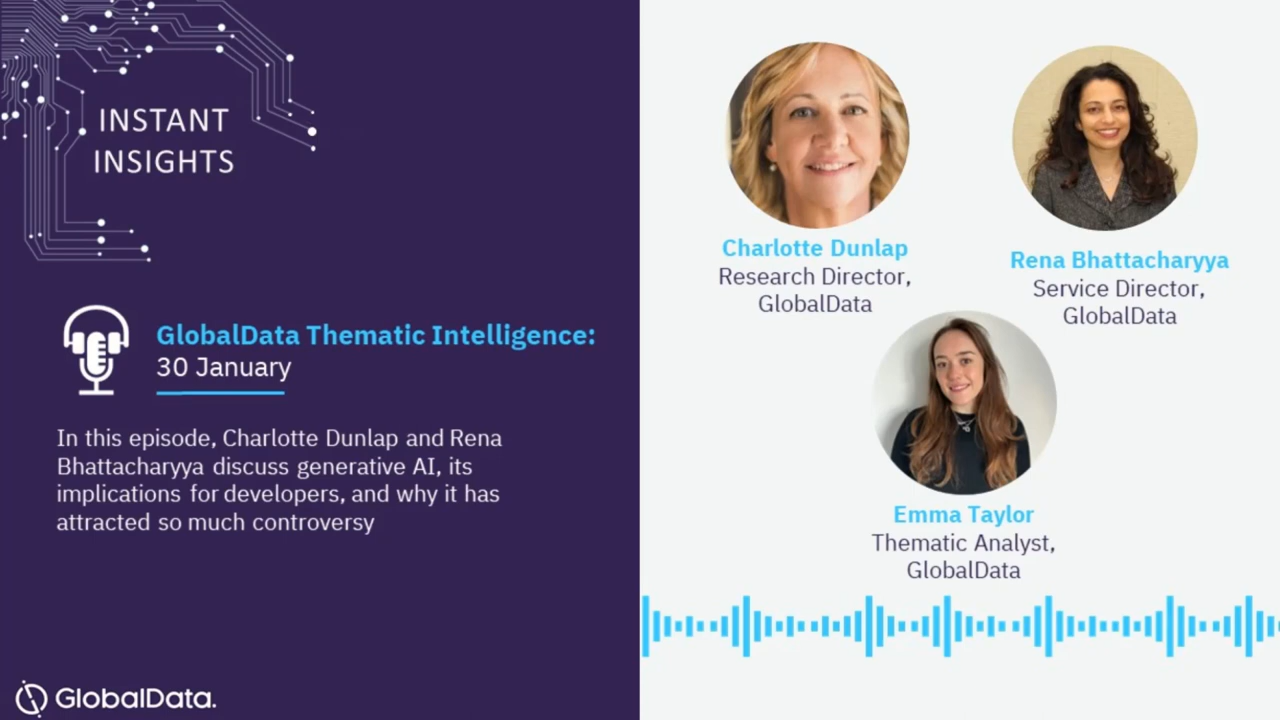 INSTANT
INSIGHTS
GlobalData Thematic Intelligence:
30 January
In this episode, Charlotte Dunlap and Rena
Bhattacharyya discuss generative AI, its
implications for developers, and why it has
attracted so much controversy
GlobalData.
Charlotte Dunlap
Research Director,
GlobalData
Rena Bhattacharyya
Service Director,
GlobalData
Emma Taylor
Thematic Analyst,
GlobalData